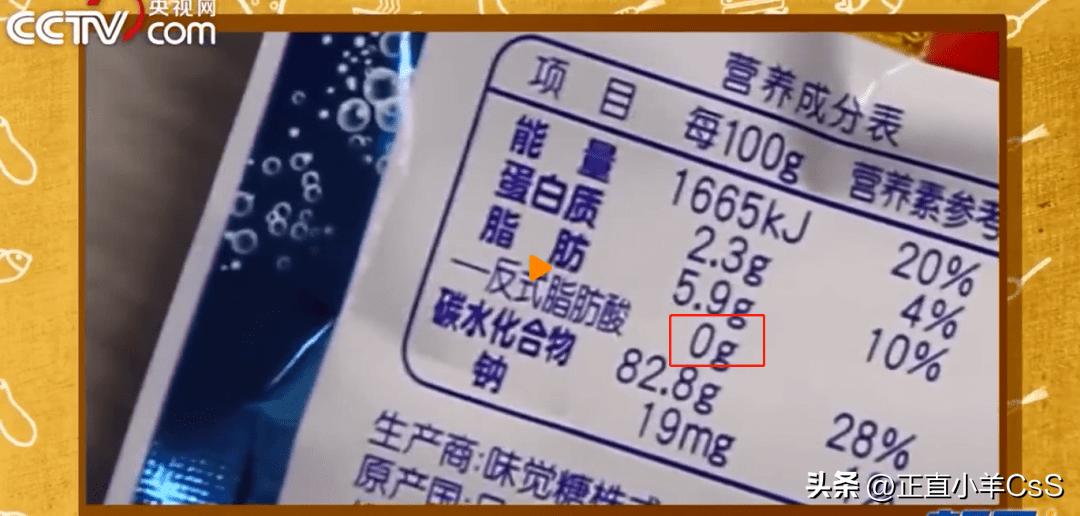 央视网
CCTV com
营养成分表
项 目 每100g 营养素参考
能 量 1665kJ 20%
蛋白质 2.3g 4%
脂 肪 5.9g 10%
—反式脂肪酸 0g
碳水化合物 82.8g 28%
钠 19mg
生产商:味觉糖株式
原产国:日
头条 @正直小羊CsS